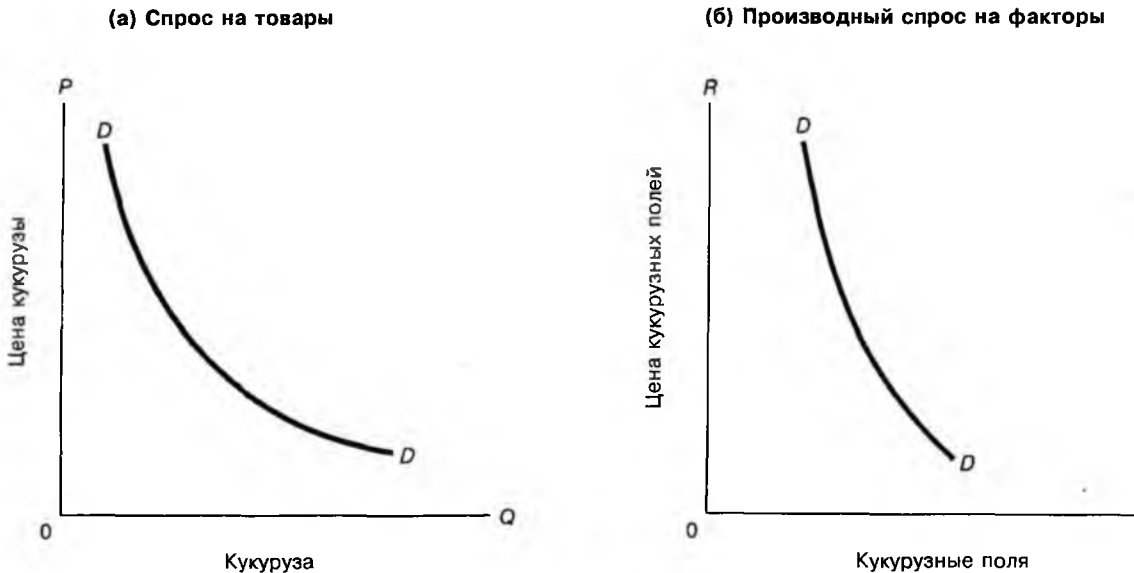 (а) Спрос на товары
P
D
Цена кукурузы
D
0
Q
Кукуруза
(б) Производный спрос на факторы
R
D
Цена кукурузных полей
D
0
Кукурузные поля